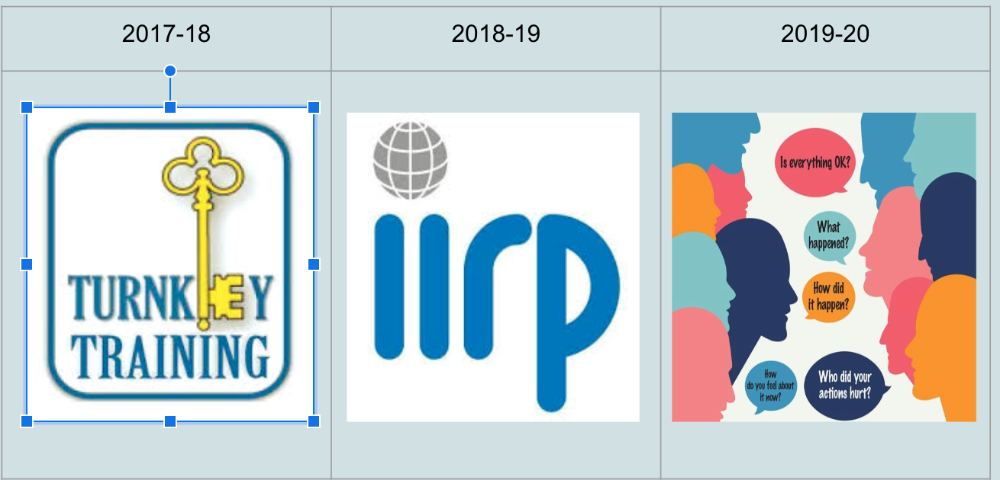 2017-18
2018-19
2019-20
TURNKEY
TRAINING
iirp
Is everything OK?
What
happened?
How did
it happen?
How
do you feel about
it now?
Who did your
actions hurt?